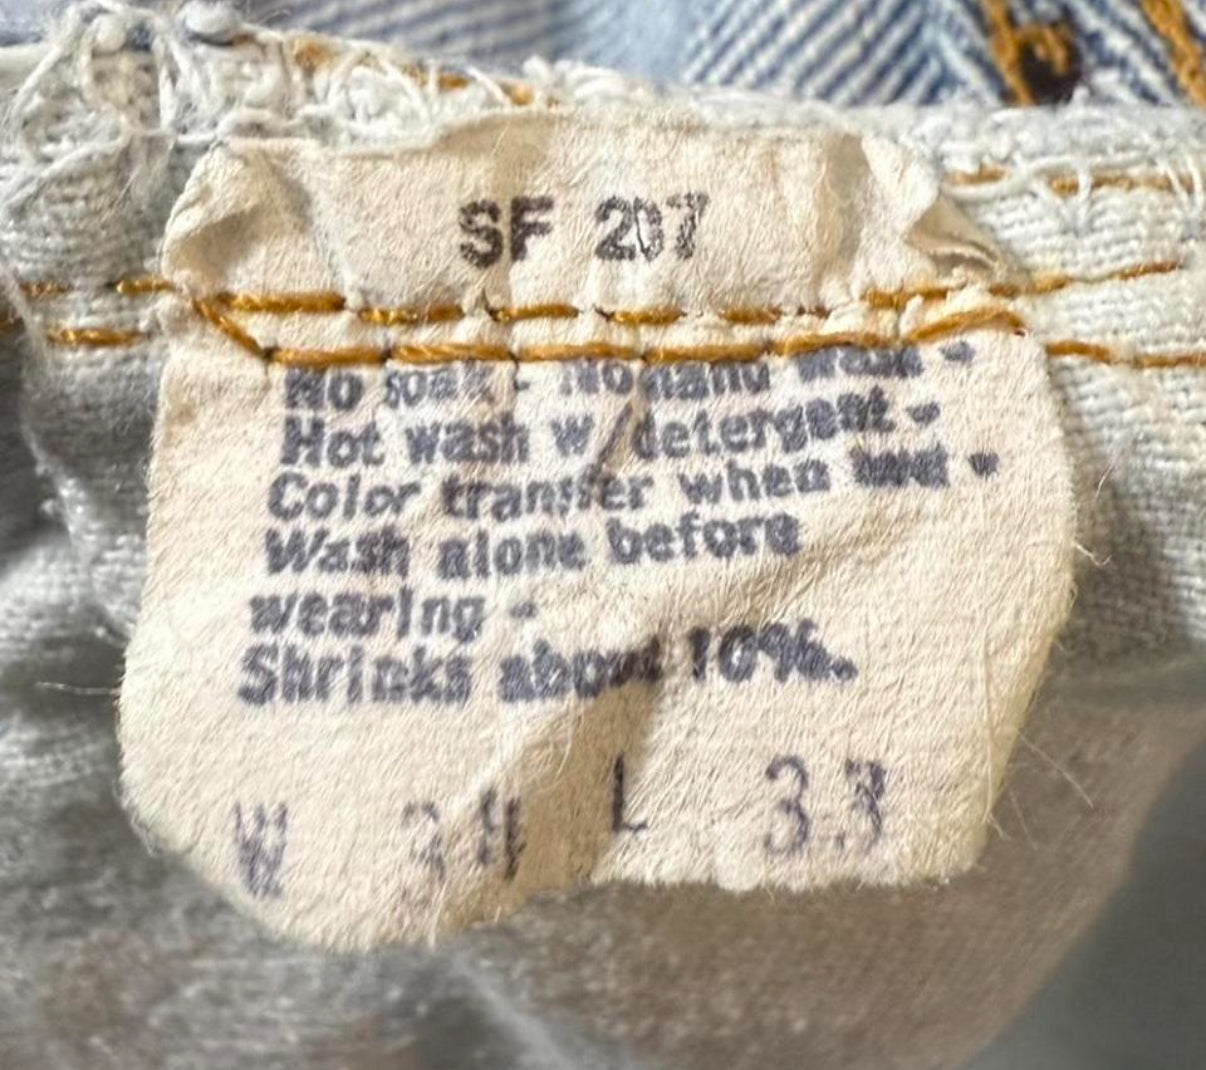 SF 207
No soak - No hand wash -
Hot wash w/ detergent -
Color transfer when new -
Wash alone before
wearing -
Shrinks about 10%.
W 34 L 33